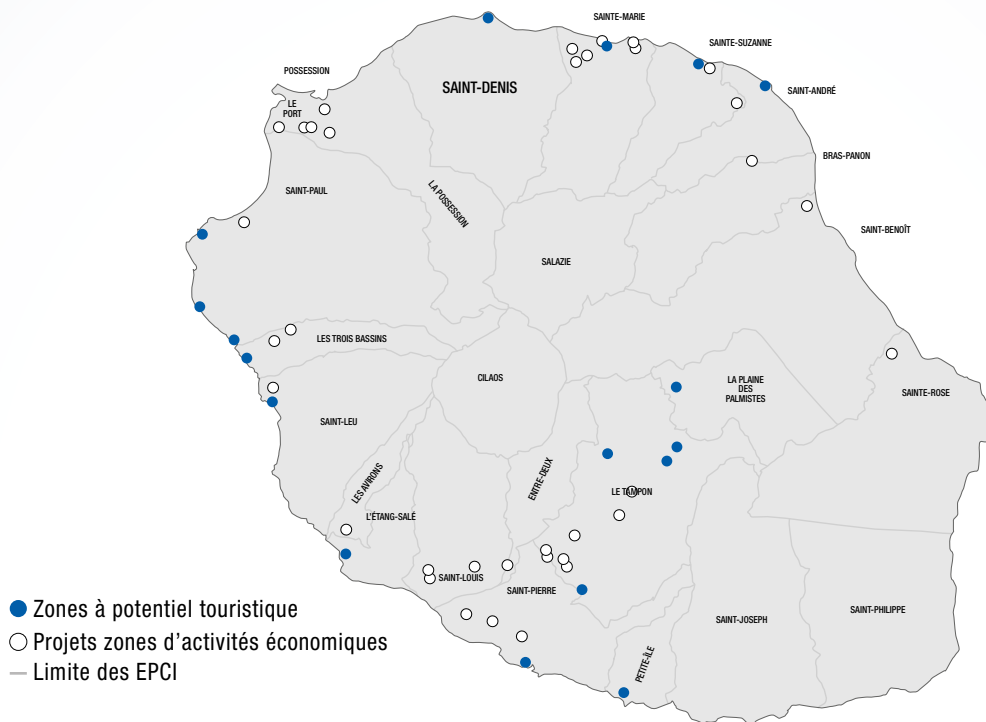 SAINTE-MARIE
SAINTE-SUZANNE
POSSESSION
SAINT-DENIS
SAINT-ANDRÉ
LE
PORT
BRAS-PANON
SAINT-PAUL
LA POSSESSION
SAINT-BENOÎT
SALAZIE
LES TROIS BASSINS
CILAOS
LA PLAINE
DES
PALMISTES
SAINTE-ROSE
SAINT-LEU
LES AVIRONS
ENTRE-DEUX
LE TAMPON
L'ÉTANG-SALÉ
SAINT-LOUIS
SAINT-PIERRE
SAINT-JOSEPH
SAINT-PHILIPPE
PETITE-ÎLE
Zones à potentiel touristique
Projets zones d'activités économiques
Limite des EPCI